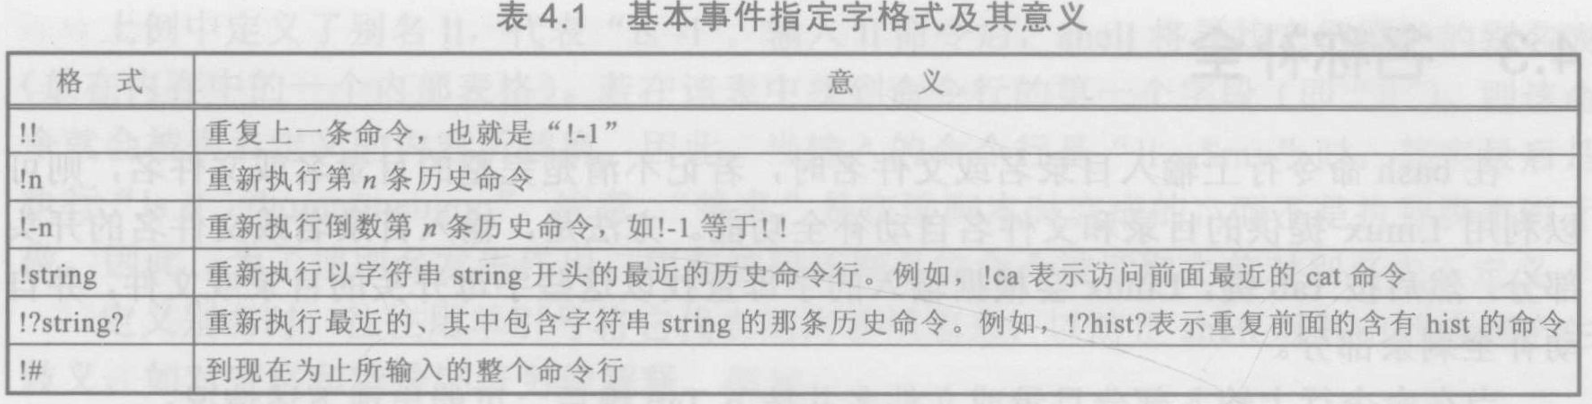 表 4.1 基本事件指定字格式及其意义
格 式 意 义
!! 重复上一条命令，也就是“!-1”
!n 重新执行第 n 条历史命令
!-n 重新执行倒数第 n 条历史命令，如!-1 等于!!
!string 重新执行以字符串 string 开头的最近的历史命令行。例如，!ca 表示访问前面最近的 cat 命令
!?string? 重新执行最近的、其中包含字符串 string 的那条历史命令。例如，!?hist?表示重复前面的含有 hist 的命令
!# 到现在为止所输入的整个命令行